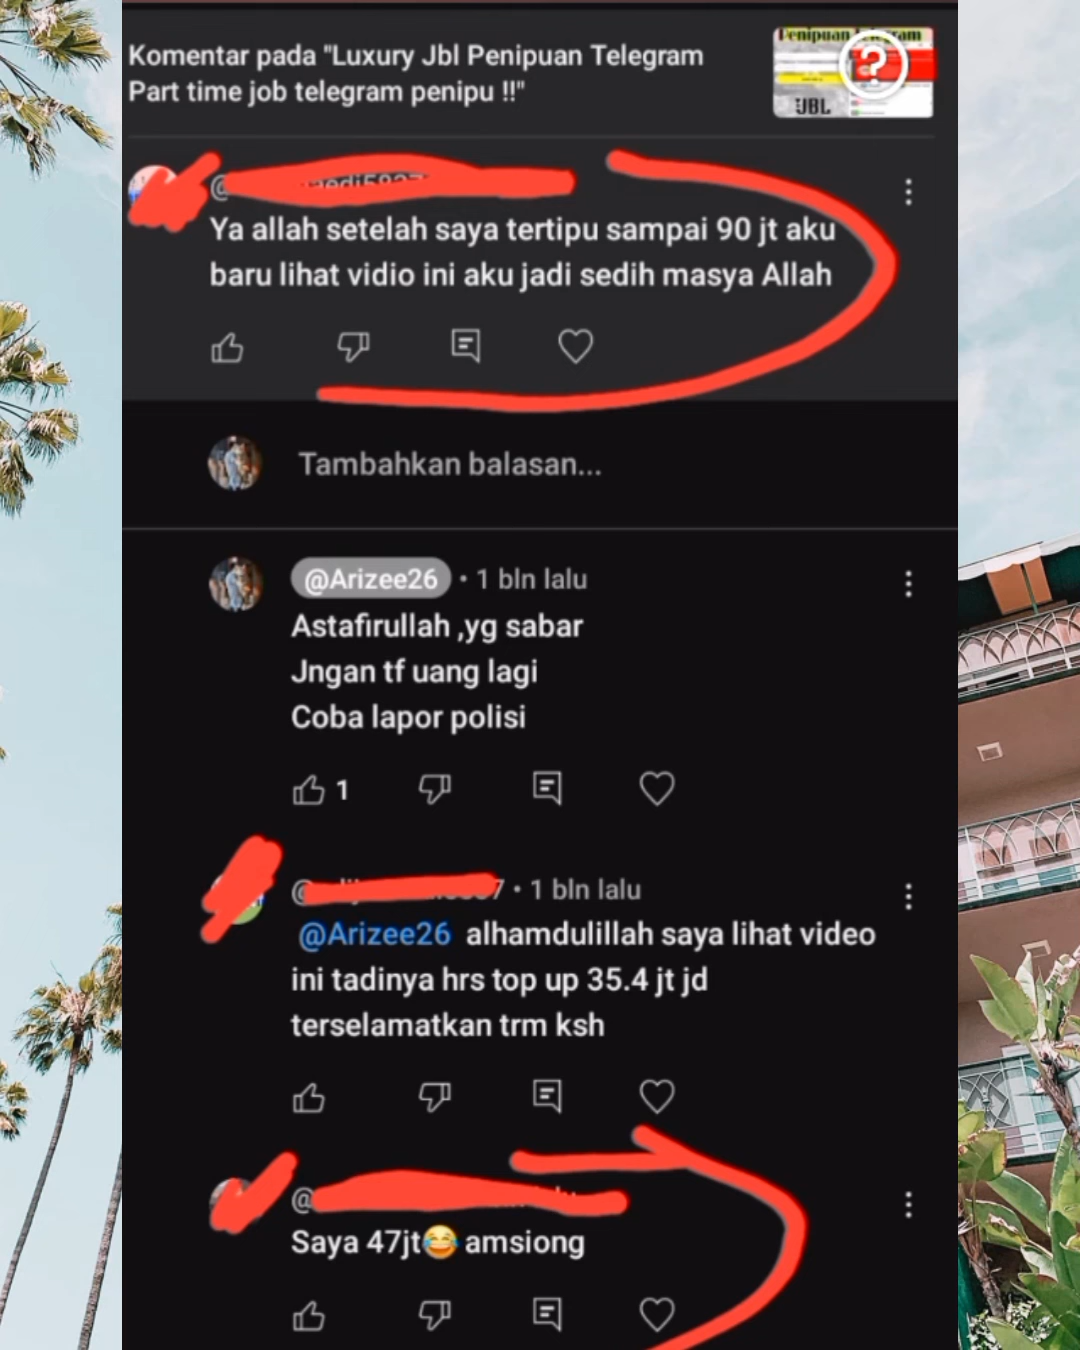 Komentar pada "Luxury Jbl Penipuan Telegram
Part time job telegram penipu !!"
Penipuan
?
JBL
@
Ya allah setelah saya tertipu sampai 90 jt aku
baru lihat vidio ini aku jadi sedih masya Allah
Tambahkan balasan...
@Arizee26 • 1 bln lalu
Astafirullah ,yg sabar
Jngan tf uang lagi
Coba lapor polisi
1
@ 7 • 1 bln lalu
@Arizee26 alhamdulillah saya lihat video
ini tadinya hrs top up 35.4 jt jd
terselamatkan trm ksh
@
Saya 47jt😂 amsiong